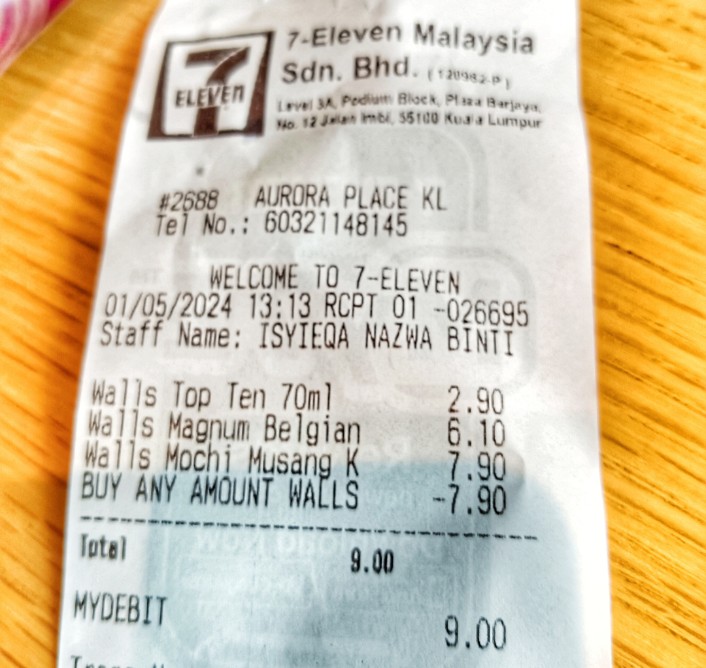 7-Eleven Malaysia
Sdn. Bhd. (120982-P)
7
ELEVEN
Level 3A, Podium Block, Plaza Berjaya,
No. 12 Jalan Imbi, 55100 Kuala Lumpur
#2688 AURORA PLACE KL
Tel No.: 60321148145
WELCOME TO 7-ELEVEN
01/05/2024 13:13 RCPT 01 -026695
Staff Name: ISYIEQA NAZWA BINTI
Walls Top Ten 70ml 2.90
Walls Magnum Belgian 6.10
Walls Mochi Musang K 7.90
BUY ANY AMOUNT WALLS -7.90
Total 9.00
MYDEBIT 9.00